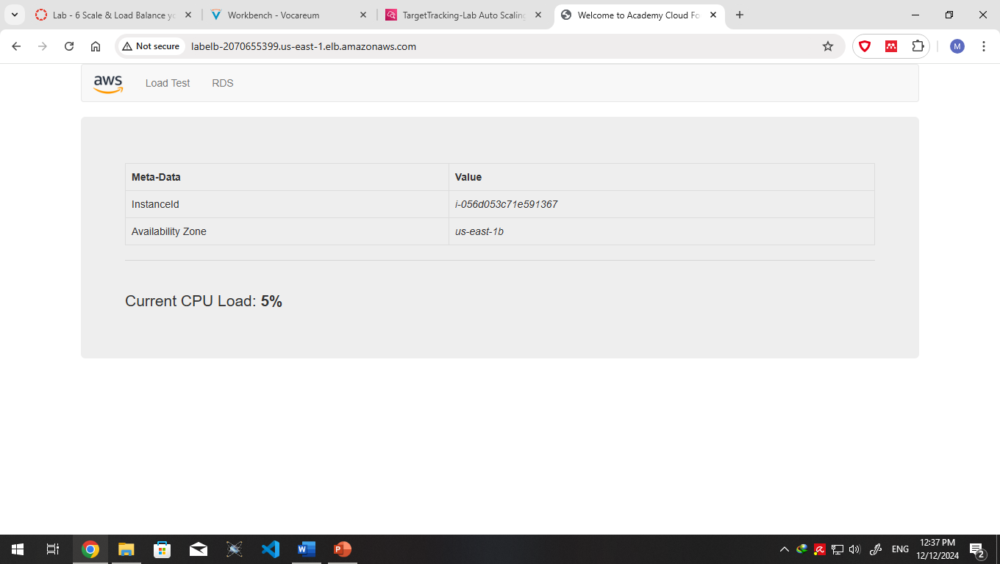 Lab - 6 Scale & Load Balance yo
Workbench - Vocareum
TargetTracking-Lab Auto Scaling
Welcome to Academy Cloud Fo
Not secure
labelb-2070655399.us-east-1.elb.amazonaws.com
M
aws
Load Test
RDS
Meta-Data
Value
InstanceId
i-056d053c71e591367
Availability Zone
us-east-1b
Current CPU Load: 5%
ENG
12:37 PM
12/12/2024
2